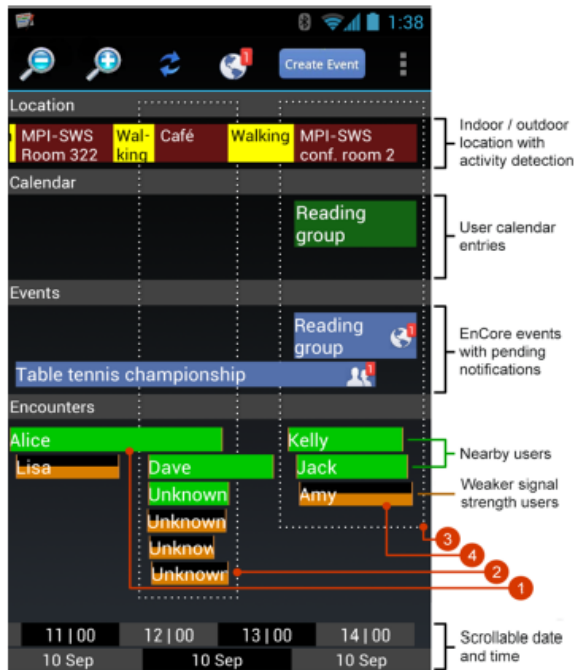 1:38
1
Create Event
Location
MPI-SWS
Room 322
Wal-
king
Café
Walking
MPI-SWS
conf. room 2
Indoor / outdoor
location with
activity detection
Calendar
Reading
group
User calendar
entries
Events
Reading
group
1
Table tennis championship
1
EnCore events
with pending
notifications
Encounters
Alice
Lisa
Dave
Unknown
Unknown
Unknow
Unknown
Kelly
Jack
Amy
Nearby users
Weaker signal
strength users
3
4
2
1
11|00
12|00
13|00
14|00
10 Sep
10 Sep
10 Sep
Scrollable date
and time